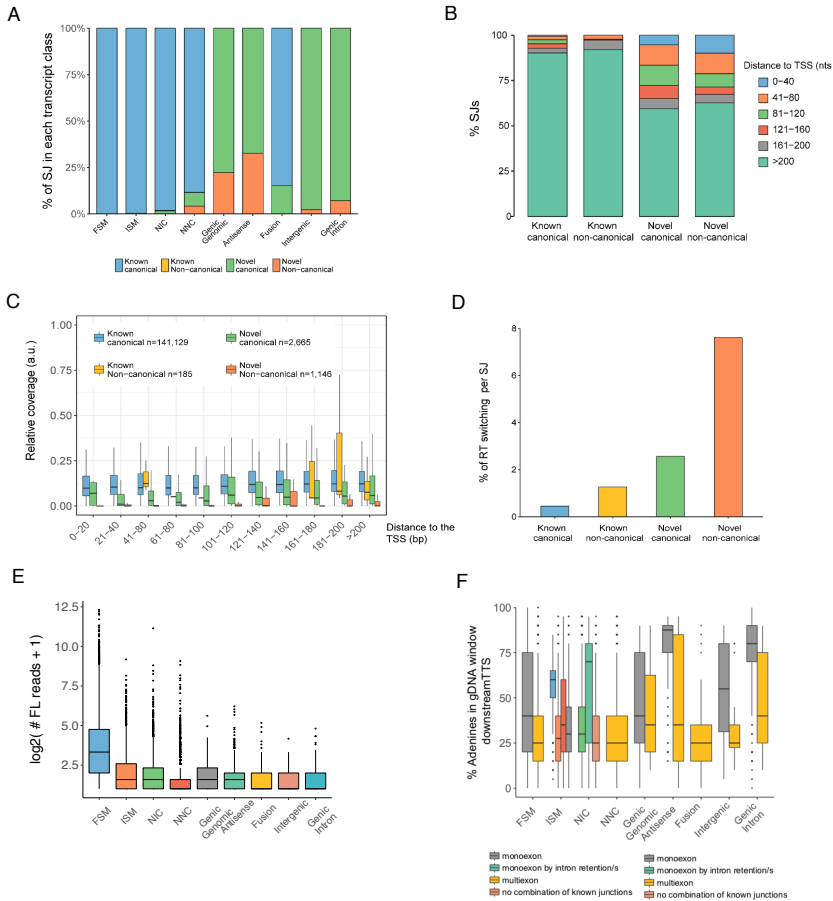 A
% of SJ in each transcript class
100%
75%
50%
25%
0%
FSM
ISM
NIC
NNC
Genic
Genomic
Antisense
Fusion
Intergenic
Genic
Intron
Known
canonical
Known
Non−canonical
Novel
canonical
Novel
Non−canonical
B
% SJs
100
75
50
25
0
Known
canonical
Known
non−canonical
Novel
canonical
Novel
non−canonical
Distance to TSS (nts
0−40
41−80
81−120
121−160
161−200
>200
C
Relative coverage (a.u.)
1.00
0.75
0.50
0.25
0.00
Known
canonical n=141,129
Known
Non−canonical n=185
Novel
canonical n=2,665
Novel
Non−canonical n=1,146
0−20
21−40
41−80
61−80
81−100
101−120
121−140
141−160
161−180
181−200
>200
Distance to the
TSS (bp)
D
% of RT switching per SJ
8
6
4
2
0
Known
canonical
Known
non−canonical
Novel
canonical
Novel
non−canonical
E
log2( # FL reads + 1)
12.5
10.0
7.5
5.0
2.5
FSM
ISM
NIC
NNC
Genic
Genomic
Antisense
Fusion
Intergenic
Genic
Intron
F
% Adenines in gDNA window
downstreamTTS
100
75
50
25
0
FSM
ISM
NIC
NNC
Genic
Genomic
Antisense
Fusion
Intergenic
Genic
Intron
monoexon
monoexon by intron retention/s
multiexon
no combination of known junctions
monoexon
monoexon by intron retention/s
multiexon
no combination of known junctions